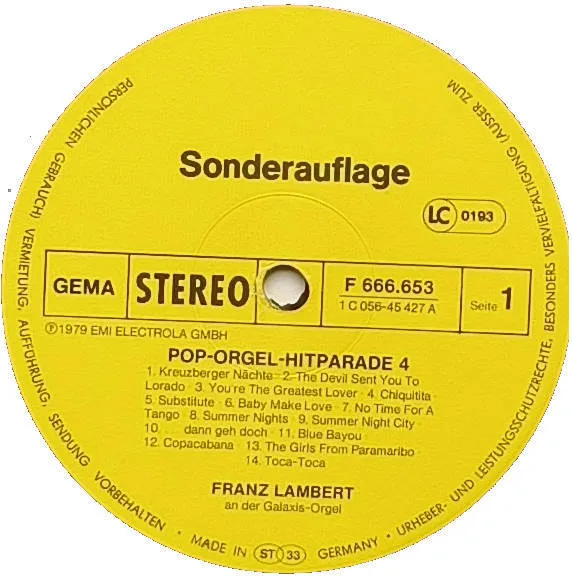 Sonderauflage
LC 0193
GEMA STEREO F 666.653 Seite 1
1 C 056-45 427 A
Ⓟ1979 EMI ELECTROLA GMBH
POP-ORGEL-HITPARADE 4
1. Kreuzberger Nächte · 2. The Devil Sent You To
Lorado · 3. You're The Greatest Lover · 4. Chiquitita
5. Substitute · 6. Baby Make Love · 7. No Time For A
Tango · 8. Summer Nights · 9. Summer Night City ·
10. ... dann geh doch · 11. Blue Bayou
12. Copacabana · 13. The Girls From Paramaribo ·
14. Toca-Toca
FRANZ LAMBERT
an der Galaxis-Orgel
MADE IN ST 33 GERMANY · URHEBER- UND LEISTUNGSSCHUTZRECHTE, BESONDERS VERVIELFÄLTIGUNG (AUSSER ZUM
PERSÖNLICHEN GEBRAUCH) VERMIETUNG, AUFFÜHRUNG, SENDUNG VORBEHALTEN ·